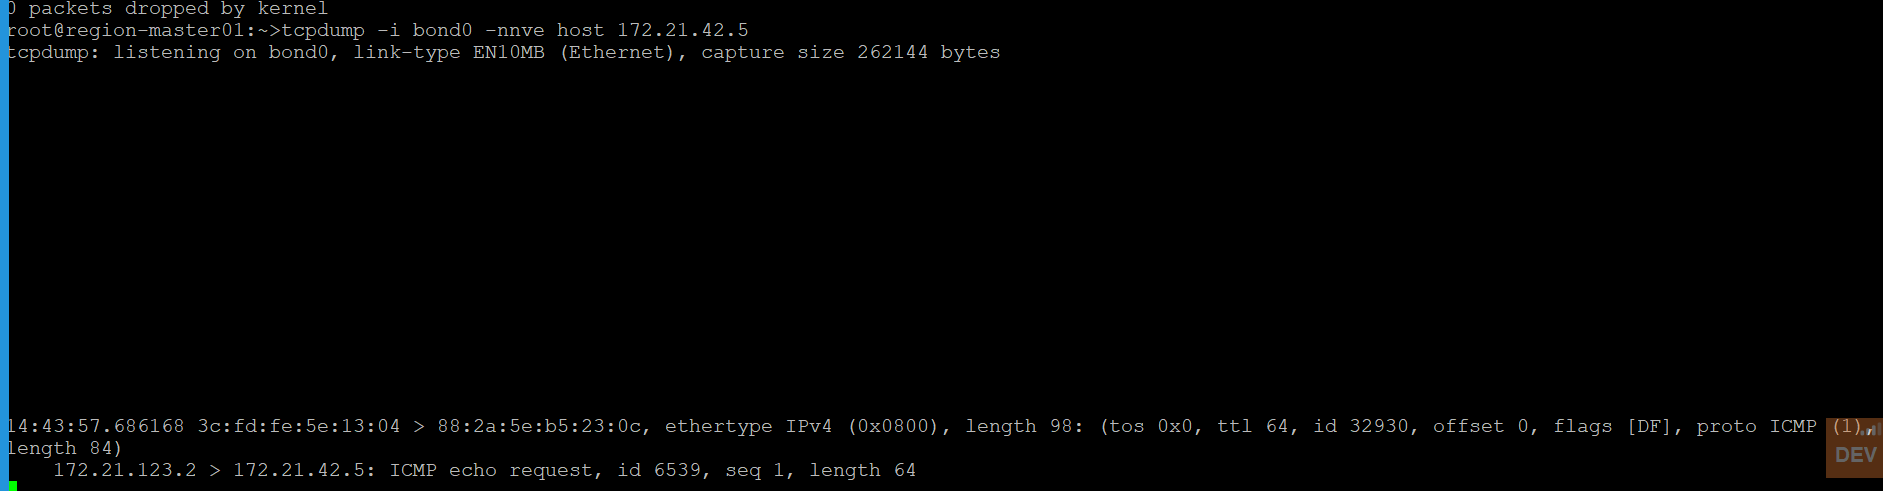 0 packets dropped by kernel
root@region-master01:~>tcpdump -i bond0 -nnve host 172.21.42.5
tcpdump: listening on bond0, link-type EN10MB (Ethernet), capture size 262144 bytes
14:43:57.686168 3c:fd:fe:5e:13:04 > 88:2a:5e:b5:23:0c, ethertype IPv4 (0x0800), length 98: (tos 0x0, ttl 64, id 32930, offset 0, flags [DF], proto ICMP (1),
length 84)
    172.21.123.2 > 172.21.42.5: ICMP echo request, id 6539, seq 1, length 64
DEV